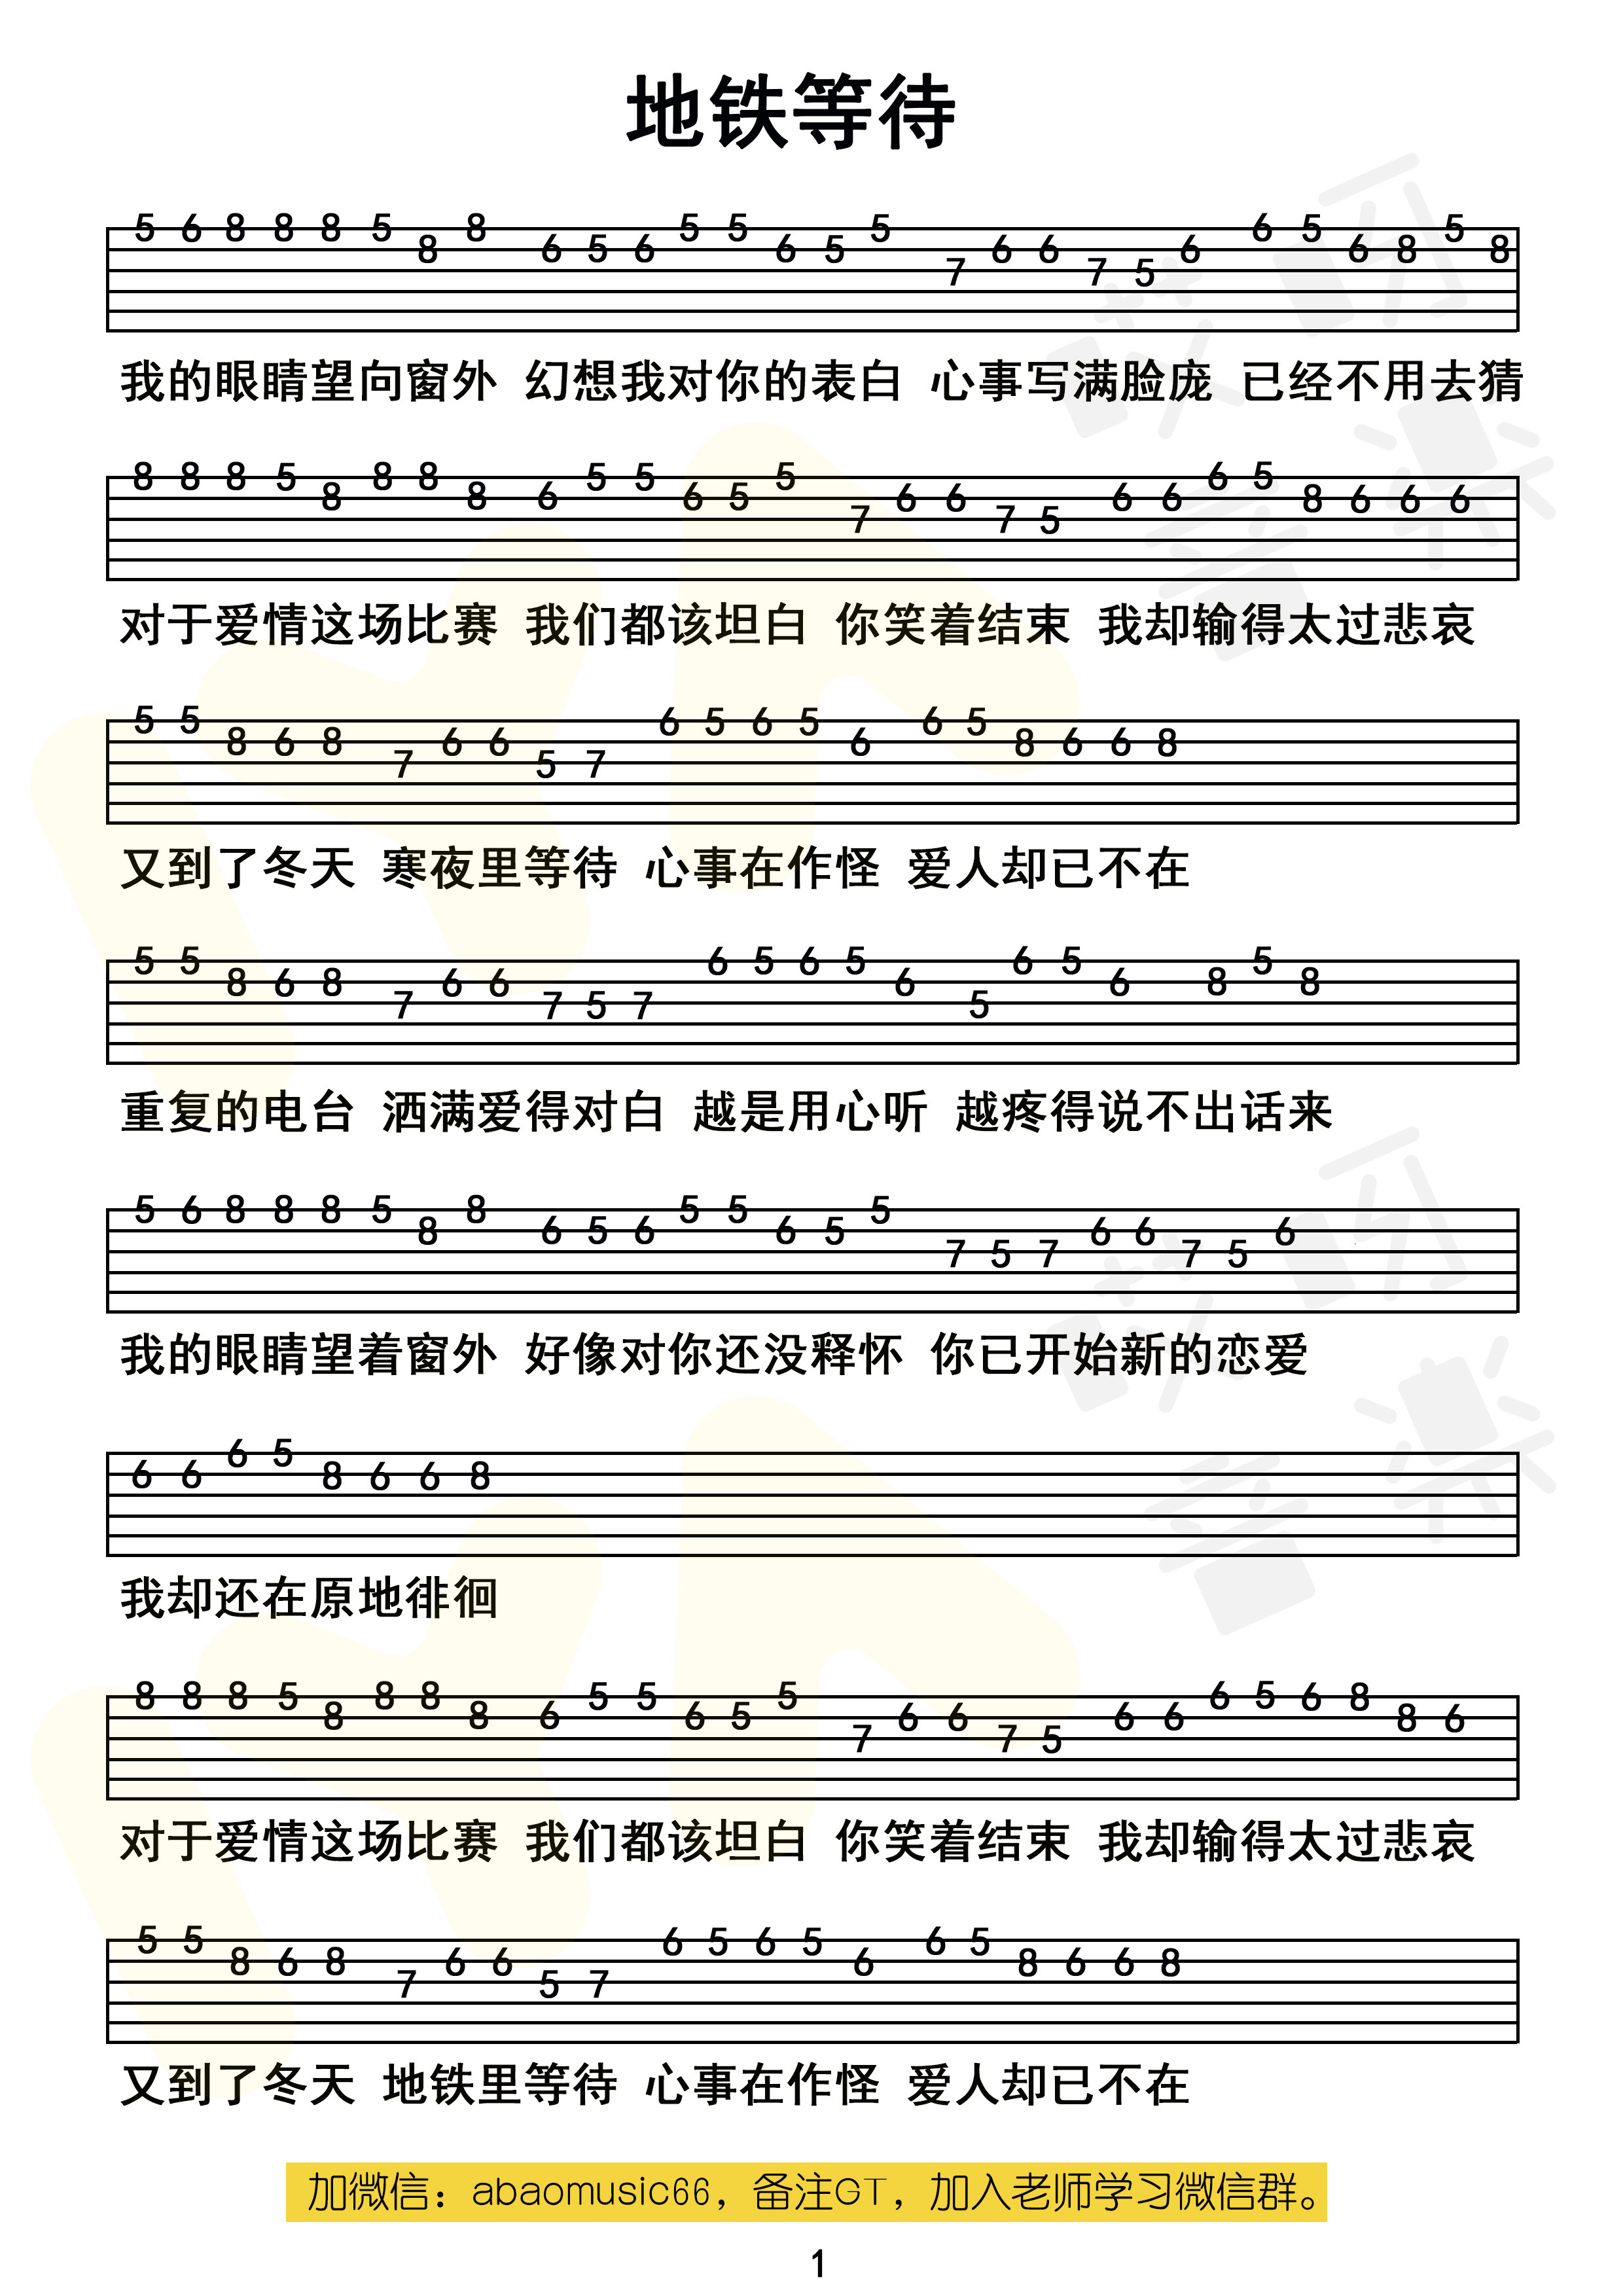 地铁等待
5 6 8 8 8 5 8 8 6 5 6 5 5 6 5 5 7 6 6 7 5 6 6 5 6 8 5 8
我的眼睛望向窗外 幻想我对你的表白 心事写满脸庞 已经不用去猜
8 8 8 5 8 8 8 8 6 5 5 6 5 5 7 6 6 7 5 6 6 6 5 8 6 6 6
对于爱情这场比赛 我们都该坦白 你笑着结束 我却输得太过悲哀
5 5 8 6 8 7 6 6 5 7 6 5 6 5 6 6 5 8 6 6 8
又到了冬天 寒夜里等待 心事在作怪 爱人却已不在
5 5 8 6 8 7 6 6 7 5 7 6 5 6 5 6 5 6 5 6 8 5 8
重复的电台 洒满爱得对白 越是用心听 越疼得说不出话来
5 6 8 8 8 5 8 8 6 5 6 5 5 6 5 5 7 5 7 6 6 7 5 6
我的眼睛望着窗外 好像对你还没释怀 你已开始新的恋爱
6 6 6 5 8 6 6 8
我却还在原地徘徊
8 8 8 5 8 8 8 8 6 5 5 6 5 5 7 6 6 7 5 6 6 6 5 6 8 8 6
对于爱情这场比赛 我们都该坦白 你笑着结束 我却输得太过悲哀
5 5 8 6 8 7 6 6 5 7 6 5 6 5 6 6 5 8 6 6 8
又到了冬天 地铁里等待 心事在作怪 爱人却已不在
加微信：abaomusic66，备注GT，加入老师学习微信群。
1